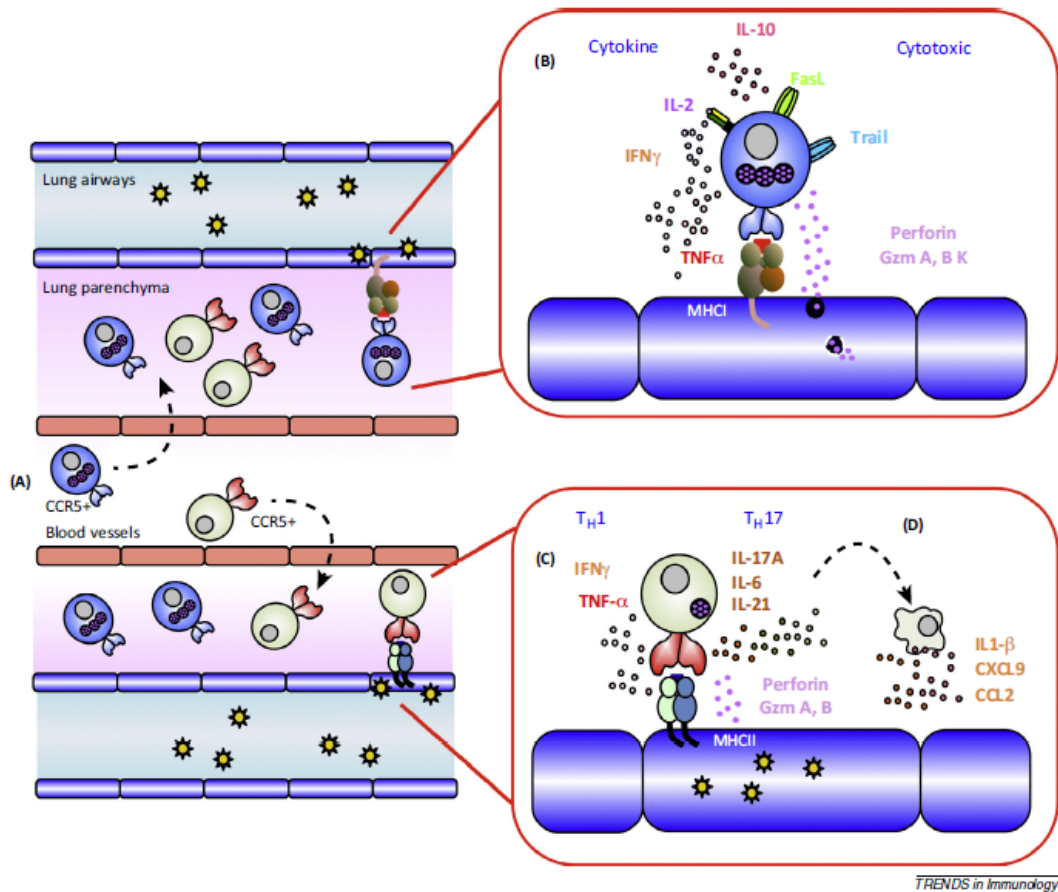 Lung airways
Lung parenchyma
(A)
CCR5+
CCR5+
Blood vessels
(B)
Cytokine
IL-10
Cytotoxic
FasL
IL-2
Trail
IFNγ
TNFα
Perforin
Gzm A, B K
MHCI
TH1
TH17
(D)
(C)
IFNγ
TNF-α
IL-17A
IL-6
IL-21
Perforin
Gzm A, B
IL1-β
CXCL9
CCL2
MHCII
TRENDS in Immunology